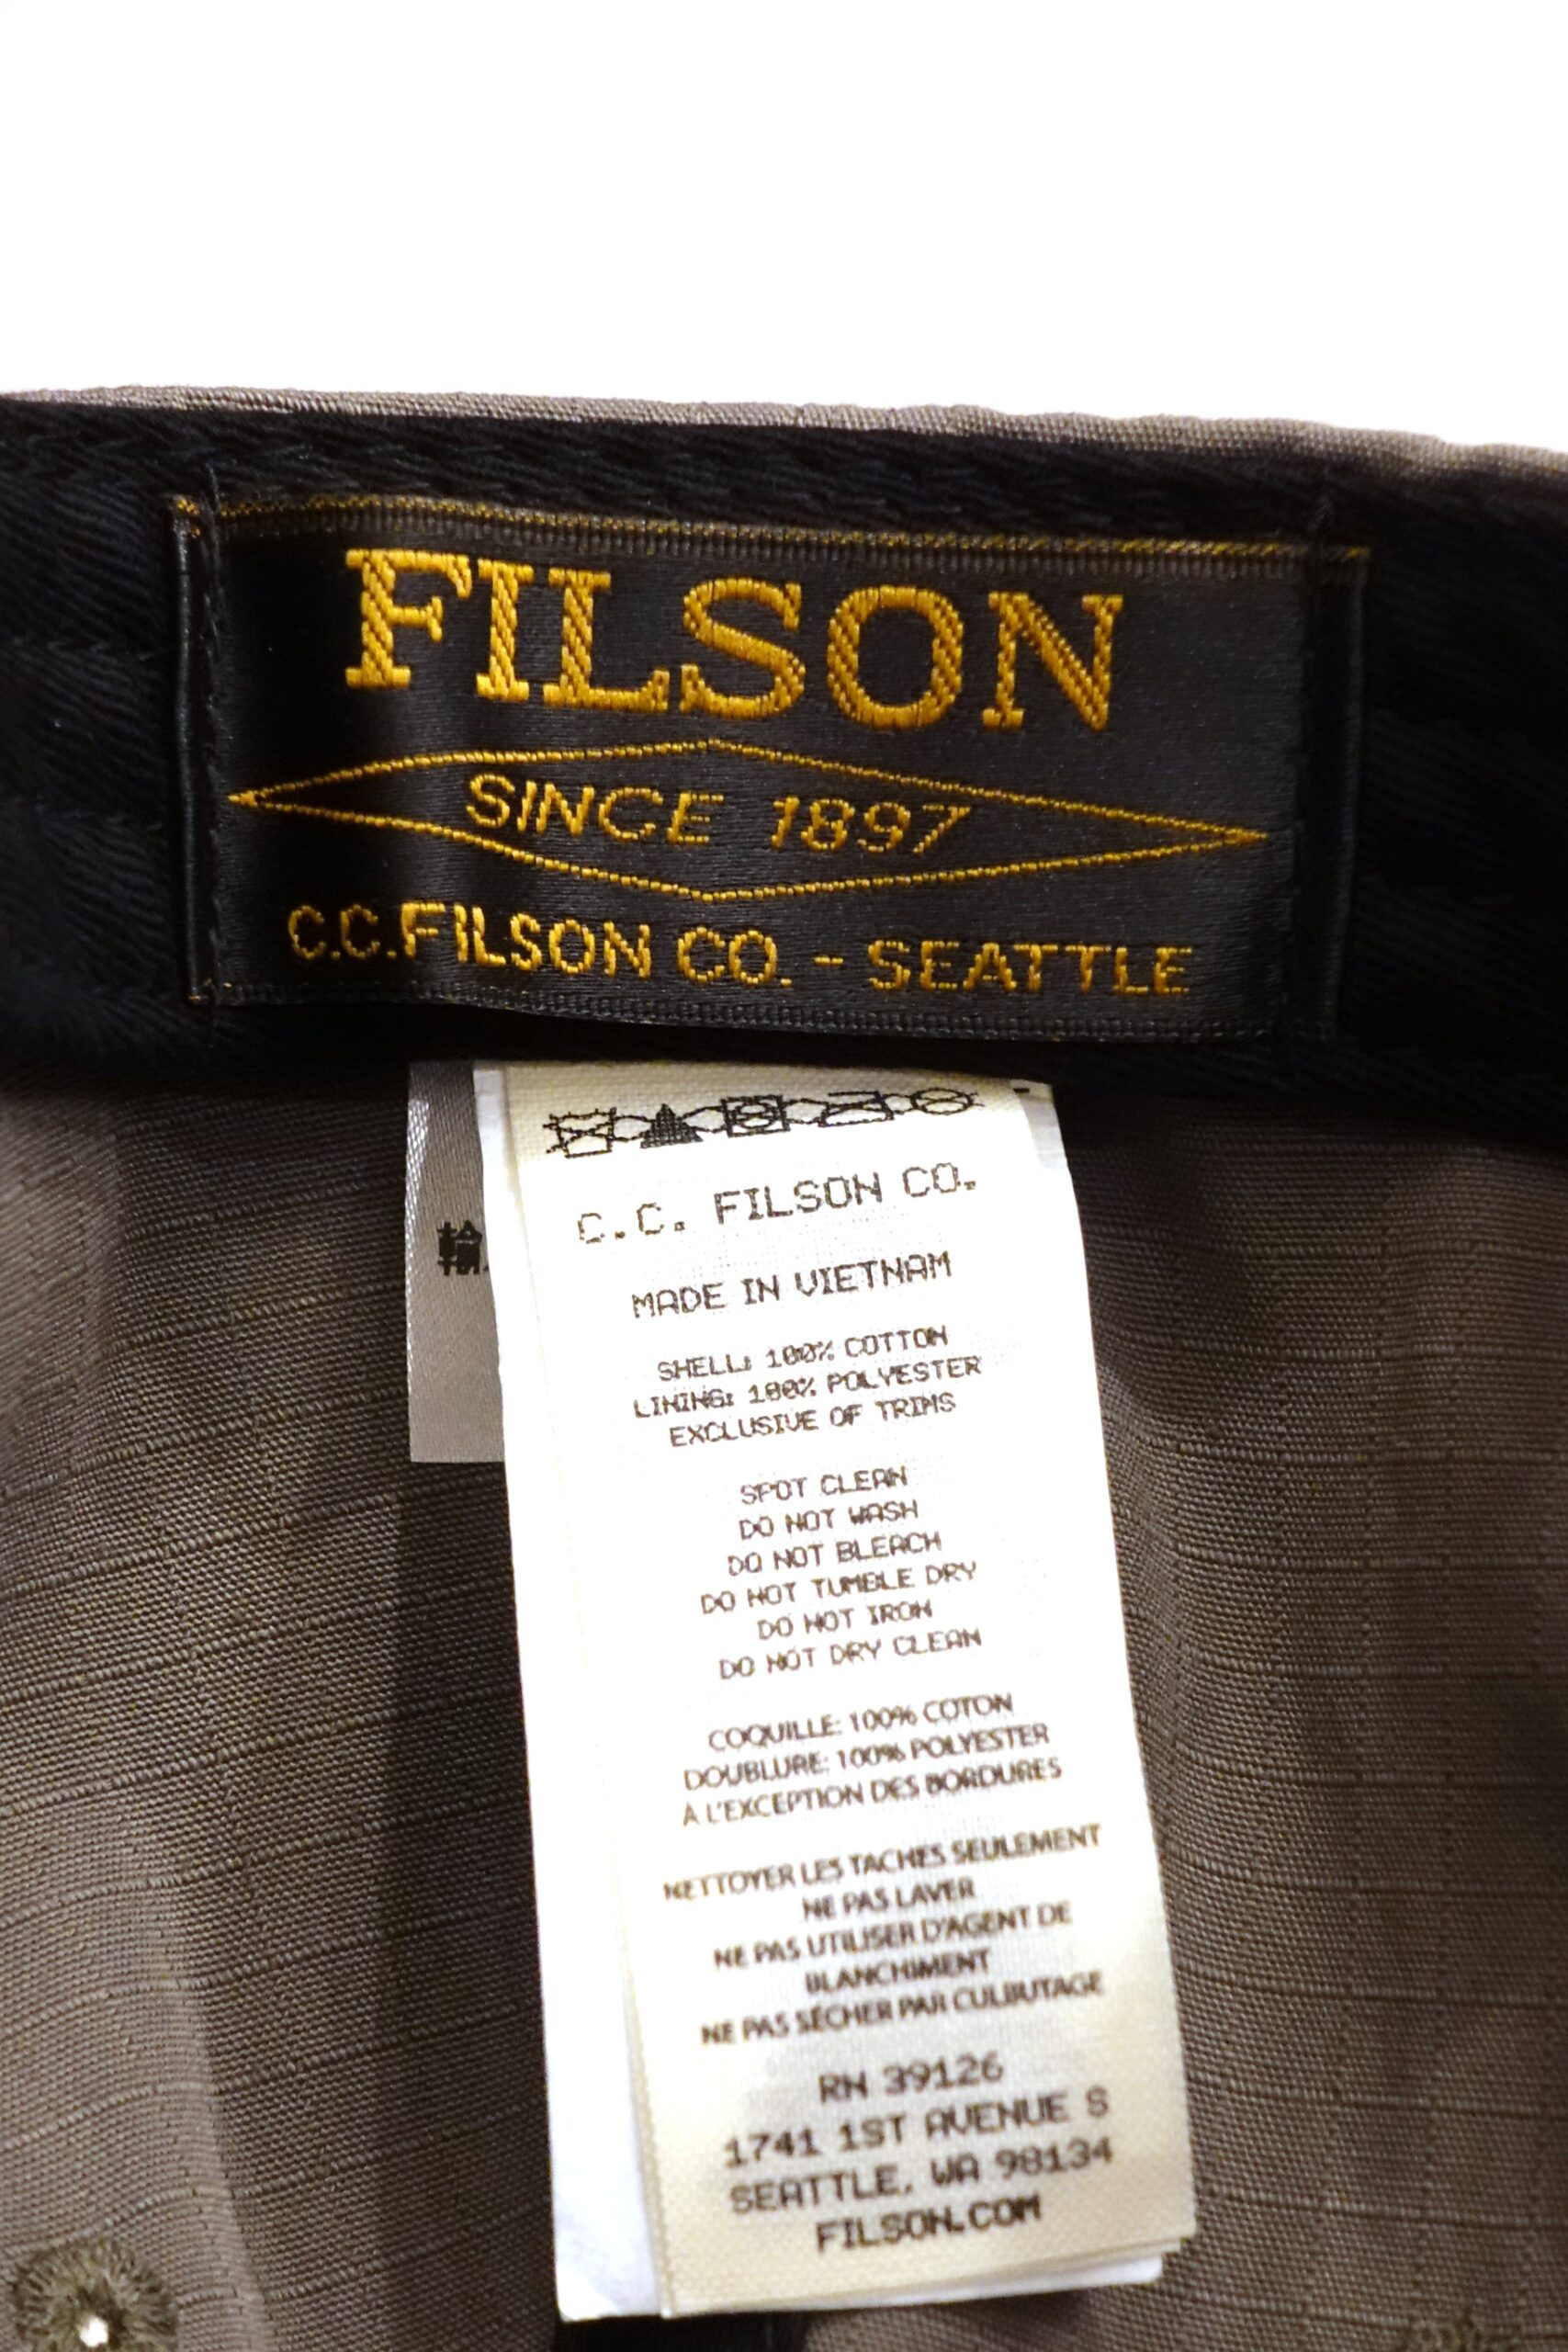 FILSON
SINCE 1897
C.C.FILSON CO. - SEATTLE
C.C. FILSON CO.
MADE IN VIETNAM
SHELL: 100% COTTON
LINING: 100% POLYESTER
EXCLUSIVE OF TRIMS
SPOT CLEAN
DO NOT WASH
DO NOT BLEACH
DO NOT TUMBLE DRY
DO NOT IRON
DO NOT DRY CLEAN
COQUILLE: 100% COTON
DOUBLURE: 100% POLYESTER
À L'EXCEPTION DES BORDURES
NETTOYER LES TACHES SEULEMENT
NE PAS LAVER
NE PAS UTILISER D'AGENT DE
BLANCHIMENT
NE PAS SÉCHER PAR CULBUTAGE
RN 39126
1741 1ST AVENUE S
SEATTLE, WA 98134
FILSON.COM